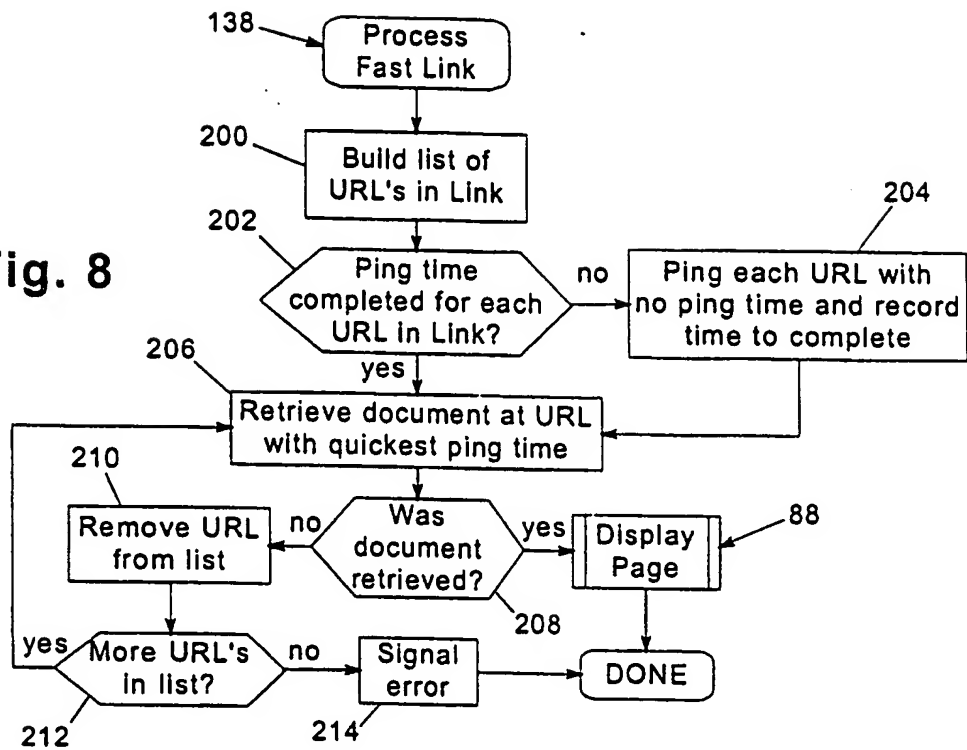 138
Process
Fast Link
200
Build list of
URL's in Link
202
204
ig. 8
Ping time
completed for each
URL in Link?
no
Ping each URL with
no ping time and record
time to complete
206
yes
Retrieve document at URL
with quickest ping time
210
Remove URL
from list
no
Was
document
retrieved?
yes
Display
Page
88
208
yes
More URL's
in list?
no
Signal
error
DONE
212
214